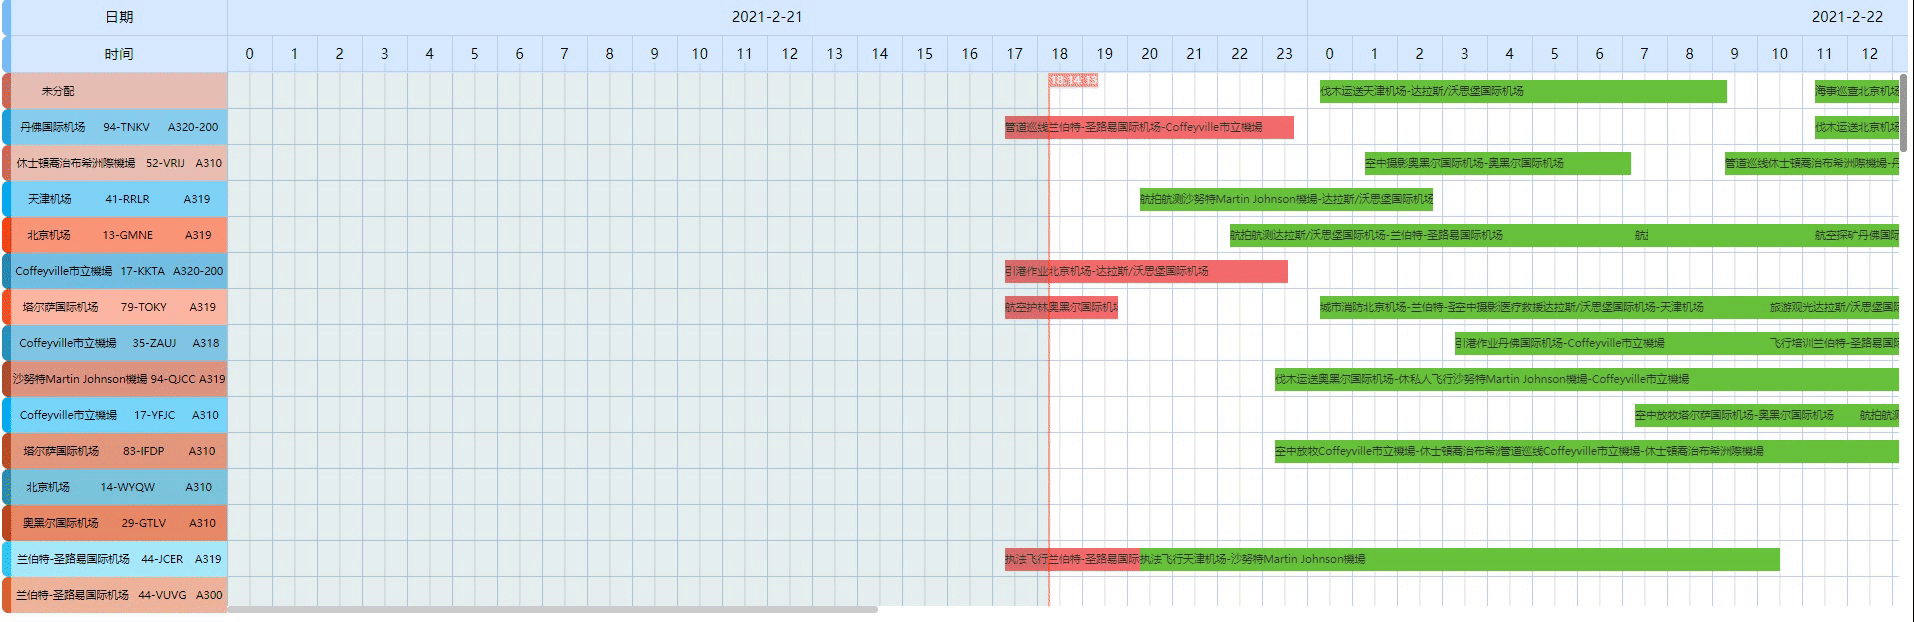 日期 2021-2-21 2021-2-22
时间 0 1 2 3 4 5 6 7 8 9 10 11 12 13 14 15 16 17 18 19 20 21 22 23 0 1 2 3 4 5 6 7 8 9 10 11 12
18:14:13
未分配 伐木运送天津机场-达拉斯/沃思堡国际机场 海事巡查北京机场
丹佛国际机场 94-TNKV A320-200 管道巡线兰伯特-圣路易国际机场-Coffeyville市立機場 伐木运送北京机场
休士頓喬治布希洲際機場 52-VRIJ A310 空中摄影奥黑尔国际机场-奥黑尔国际机场 管道巡线休士頓喬治布希洲際機場-丹
天津机场 41-RRLR A319 航拍航测沙努特Martin Johnson機場-达拉斯/沃思堡国际机场
北京机场 13-GMNE A319 航拍航测达拉斯/沃思堡国际机场-兰伯特-圣路易国际机场 航 航空探矿丹佛国际
Coffeyville市立機場 17-KKTA A320-200 引港作业北京机场-达拉斯/沃思堡国际机场
塔尔萨国际机场 79-TOKY A319 航空护林奥黑尔国际机 城市消防北京机场-兰伯特-空中摄影医疗救援达拉斯/沃思堡国际机场-天津机场 旅游观光达拉斯/沃思堡国际
Coffeyville市立機場 35-ZAUJ A318 引港作业丹佛国际机场-Coffeyville市立機場 飞行培训兰伯特-圣路易国际
沙努特Martin Johnson機場 94-QJCC A319 伐木运送奥黑尔国际机场-休私人飞行沙努特Martin Johnson機場-Coffeyville市立機場
Coffeyville市立機場 17-YFJC A310 空中放牧塔尔萨国际机场-奥黑尔国际机场 航拍航测
塔尔萨国际机场 83-IFDP A310 空中放牧Coffeyville市立機場-休士頓喬治布希管道巡线Coffeyville市立機場-休士頓喬治布希洲際機場
北京机场 14-WYQW A310
奥黑尔国际机场 29-GTLV A310
兰伯特-圣路易国际机场 44-JCER A319 执法飞行兰伯特-圣路易国际执法飞行天津机场-沙努特Martin Johnson機場
兰伯特-圣路易国际机场 44-VUVG A300